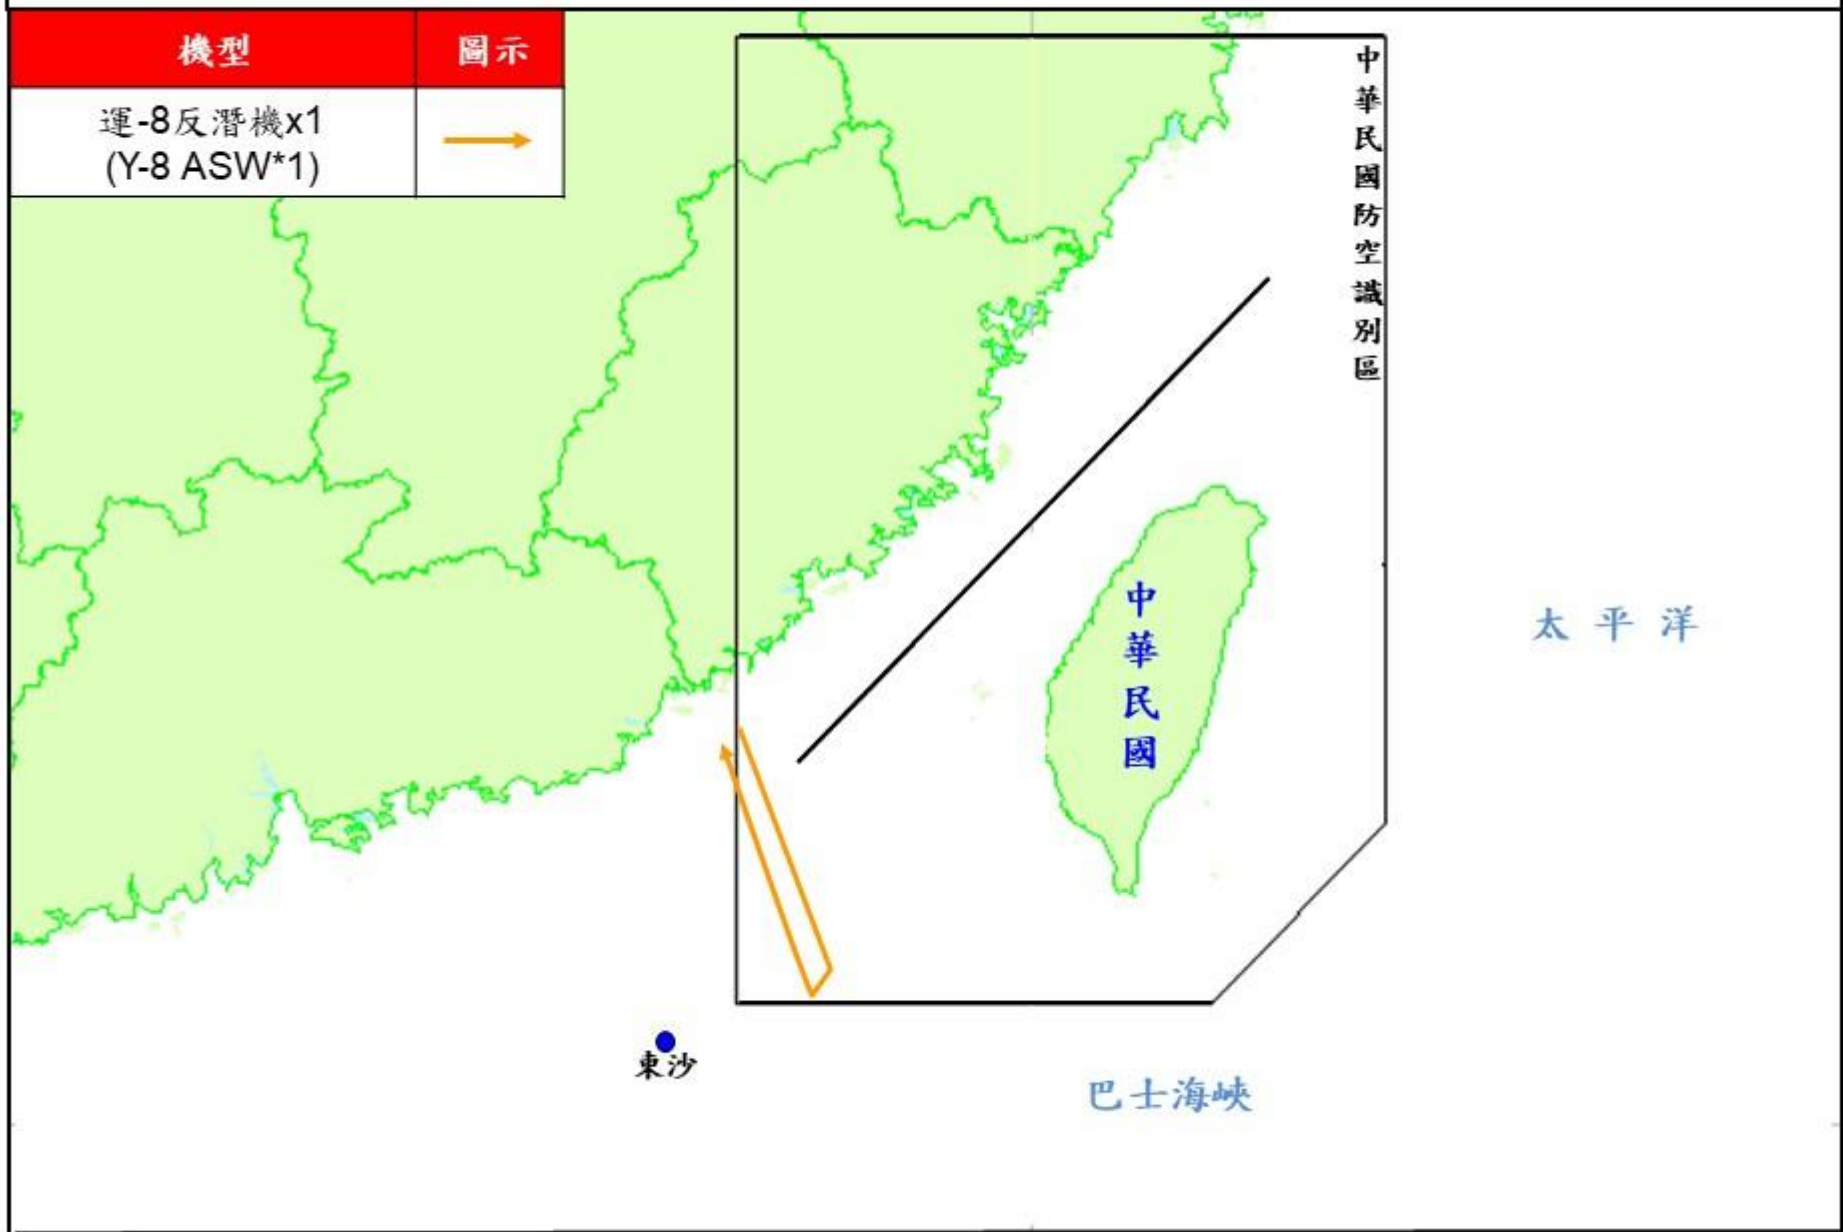 機型
圖示
運-8反潛機x1
(Y-8 ASW*1)
中華民國防空識別區
中華民國
太平洋
東沙
巴士海峽